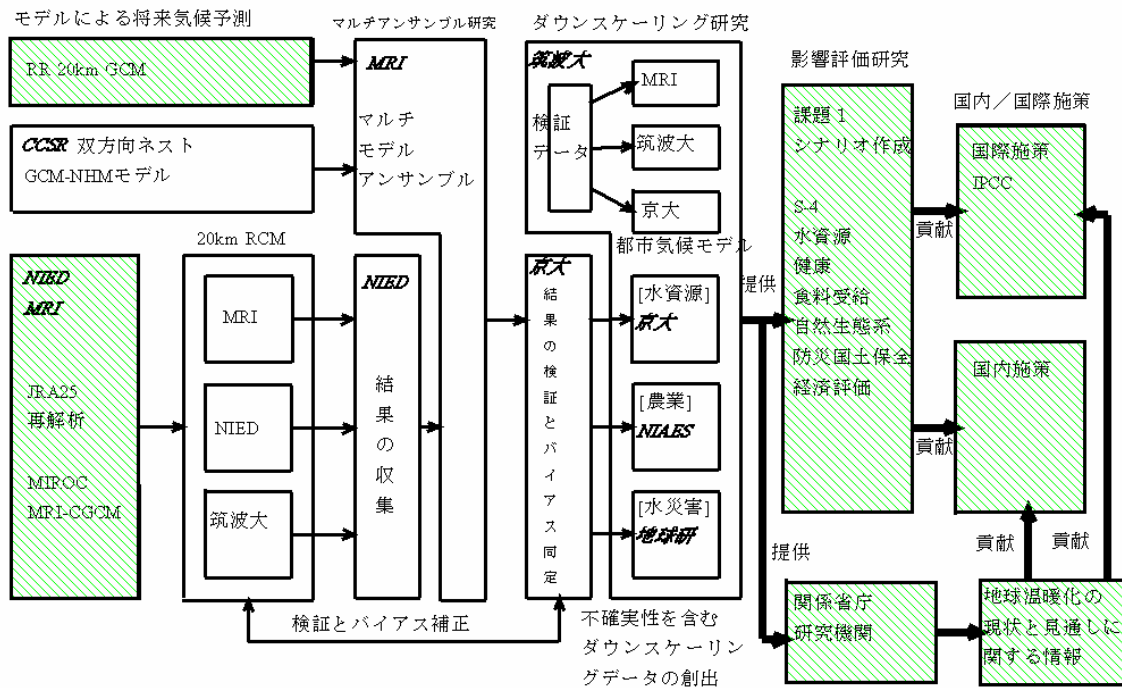 モデルによる将来気候予測
RR 20km GCM
CCSR 双方向ネスト
GCM-NHMモデル
NIED
MRI
JRA25
再解析
MIROC
MRI-CGCM
20km RCM
MRI
NIED
筑波大
マルチアンサンブル研究
MRI
マルチ
モデル
アンサンブル
NIED
結果の収集
検証とバイアス補正
ダウンスケーリング研究
筑波大
検証
データ
MRI
筑波大
京大
都市気候モデル
京大
結果の検証とバイアス同定
[水資源]
京大
[農業]
NIAES
[水災害]
地球研
不確実性を含む
ダウンスケーリン
グデータの創出
提供
提供
影響評価研究
課題1
シナリオ作成
S-4
水資源
健康
食料受給
自然生態系
防災国土保全
経済評価
関係省庁
研究機関
貢献
貢献
国内／国際施策
国際施策
IPCC
国内施策
貢献
貢献
地球温暖化の
現状と見通しに
関する情報